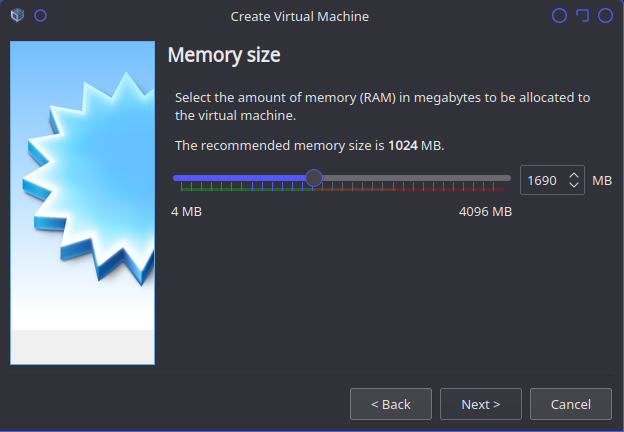 Create Virtual Machine
Memory size
Select the amount of memory (RAM) in megabytes to be allocated to
the virtual machine.
The recommended memory size is 1024 MB.
1690 MB
4 MB 4096 MB
< Back Next > Cancel